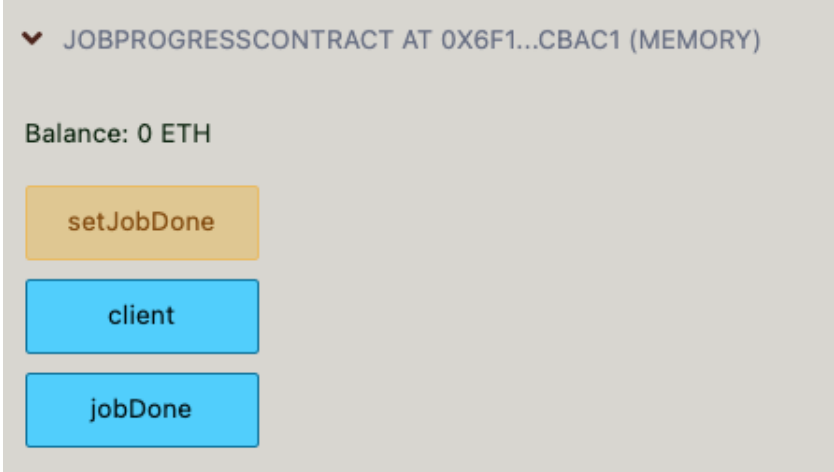 JOBPROGRESSCONTRACT AT 0X6F1...CBAC1 (MEMORY)
Balance: 0 ETH
setJobDone
client
jobDone